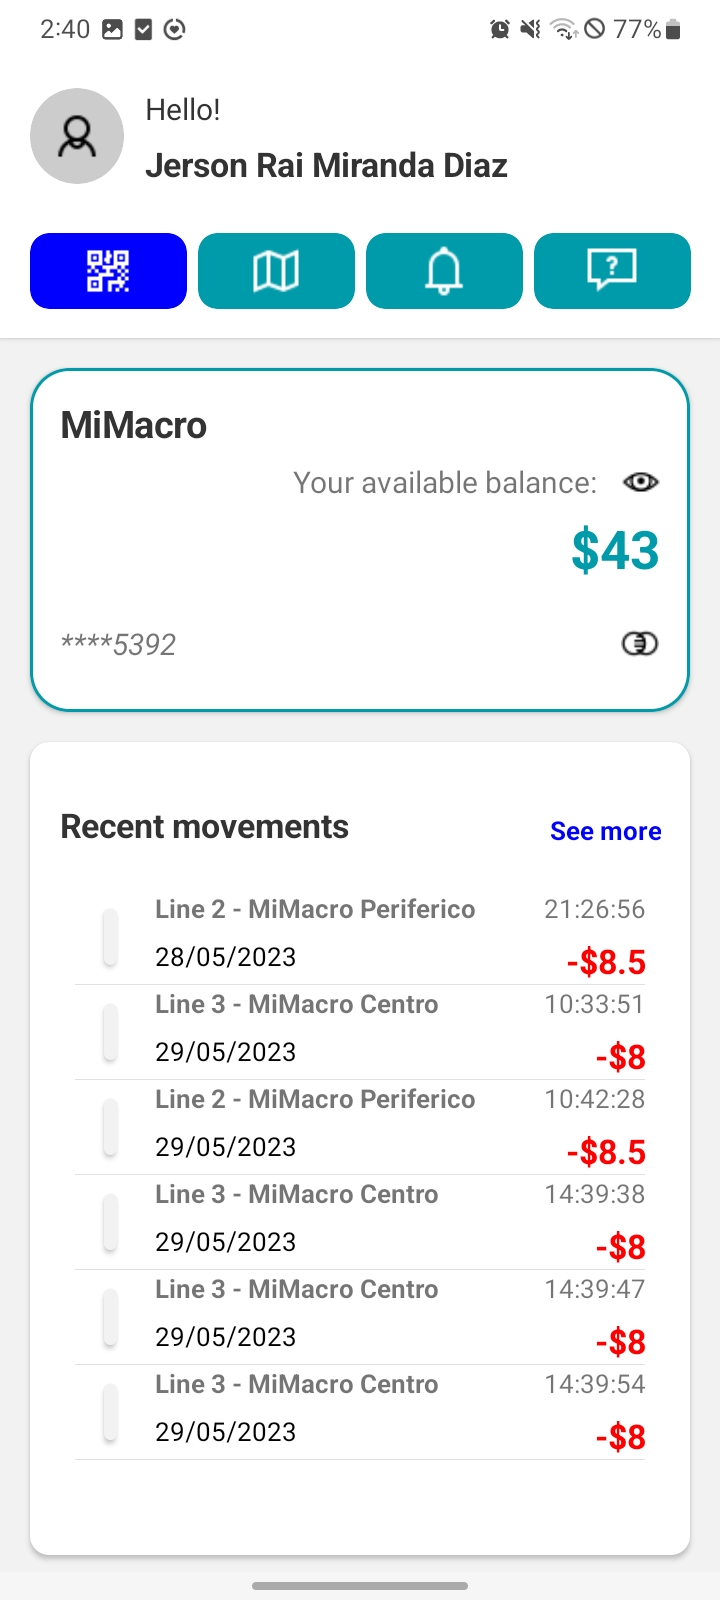 2:40 77%
Hello!
Jerson Rai Miranda Diaz
?
MiMacro
Your available balance:
$43
****5392
Recent movements See more
Line 2 - MiMacro Periferico 21:26:56
28/05/2023 -$8.5
Line 3 - MiMacro Centro 10:33:51
29/05/2023 -$8
Line 2 - MiMacro Periferico 10:42:28
29/05/2023 -$8.5
Line 3 - MiMacro Centro 14:39:38
29/05/2023 -$8
Line 3 - MiMacro Centro 14:39:47
29/05/2023 -$8
Line 3 - MiMacro Centro 14:39:54
29/05/2023 -$8